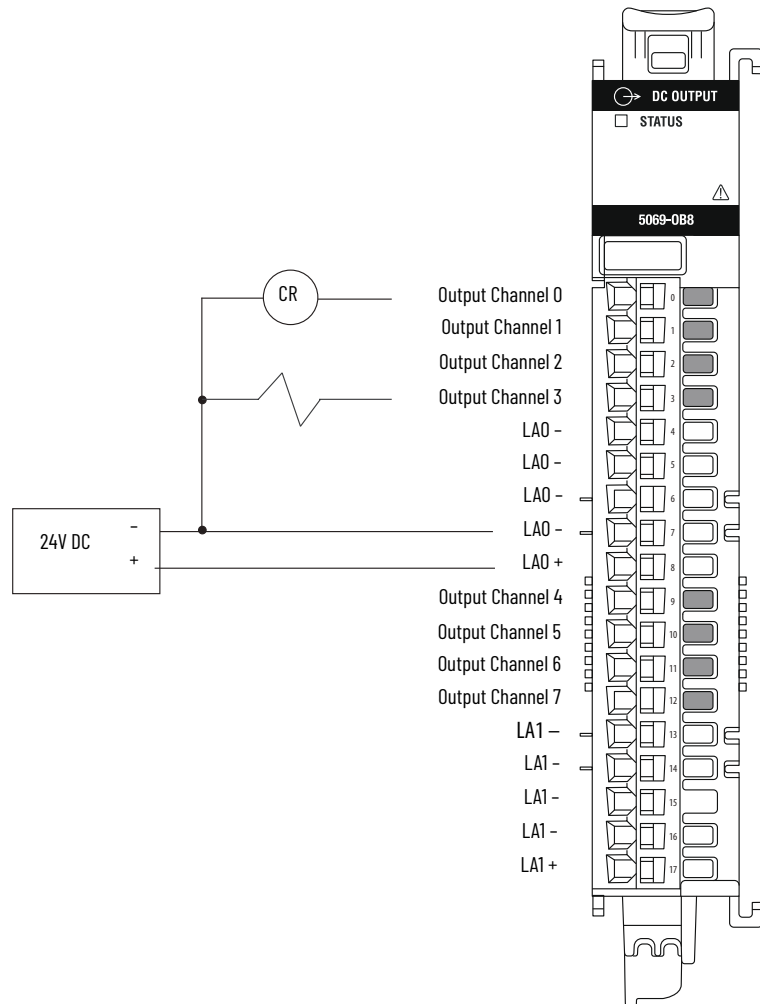 DC OUTPUT
STATUS
5069-OB8
CR
Output Channel 0
0
Output Channel 1
1
Output Channel 2
2
Output Channel 3
3
LA0 –
4
LA0 –
5
LA0 –
6
24V DC
–
+
LA0 –
7
LA0 +
8
Output Channel 4
9
Output Channel 5
10
Output Channel 6
11
Output Channel 7
12
LA1 –
13
LA1 –
14
LA1 –
15
LA1 –
16
LA1 +
17